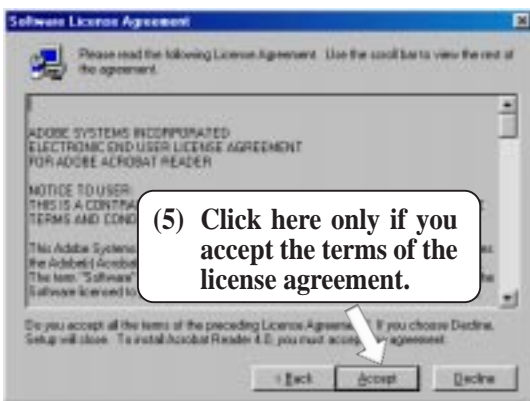 Software License Agreement
Please read the following License Agreement. Use the scroll bar to view the rest of
the agreement.
ADOBE SYSTEMS INCORPORATED
ELECTRONIC END USER LICENSE AGREEMENT
FOR ADOBE ACROBAT READER
NOTICE TO USER:
THIS IS A CONTRA
TERMS AND COND
(5) Click here only if you
accept the terms of the
license agreement.
This Adobe Systems
the Adobe(r) Acrobat
The term "Software"
Software licensed to
Do you accept all the terms of the preceding License Agreeme If you choose Decline,
Setup will close. To install Acrobat Reader 4.0, you must accep agreement.
< Back
Accept
Decline